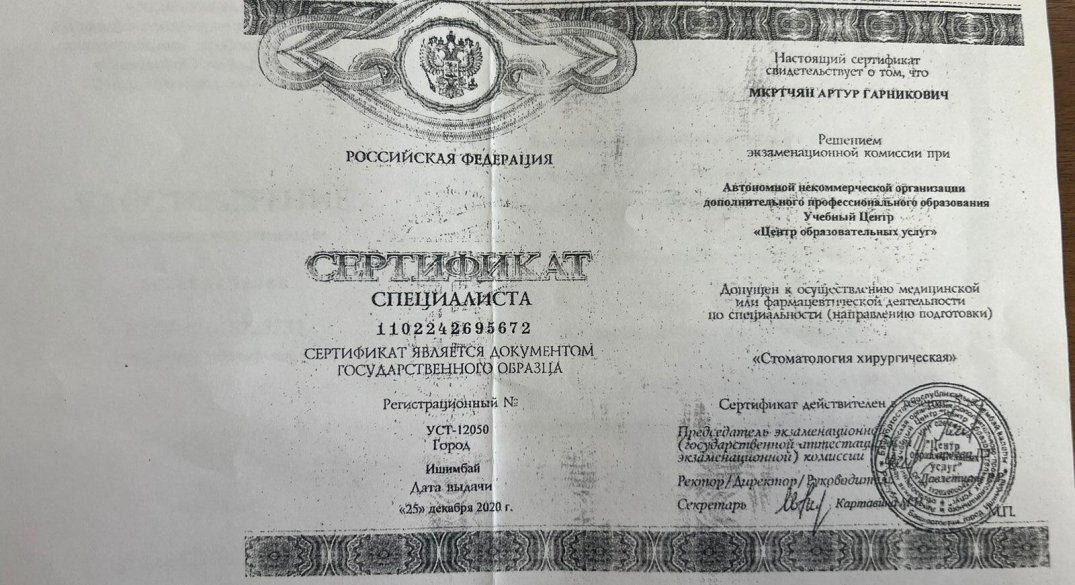 РОССИЙСКАЯ ФЕДЕРАЦИЯ
СЕРТИФИКАТ
СПЕЦИАЛИСТА
1102242695672
СЕРТИФИКАТ ЯВЛЯЕТСЯ ДОКУМЕНТОМ
ГОСУДАРСТВЕННОГО ОБРАЗЦА
Регистрационный №
УСТ-12050
Город
Ишимбай
Дата выдачи
«25» декабря 2020 г.
Настоящий сертификат
свидетельствует о том, что
МКРТЧЯН АРТУР ГАРНИКОВИЧ
Решением
экзаменационной комиссии при
Автономной некоммерческой организации
дополнительного профессионального образования
Учебный Центр
«Центр образовательных услуг»
Допущен к осуществлению медицинской
или фармацевтической деятельности
по специальности (направлению подготовки)
«Стоматология хирургическая»
Сертификат действителен
Председатель экзаменационной
(государственной аттестационной
экзаменационной) комиссии
Ректор/Директор/Руководитель
Секретарь
М.П.
"Центр
услуг"